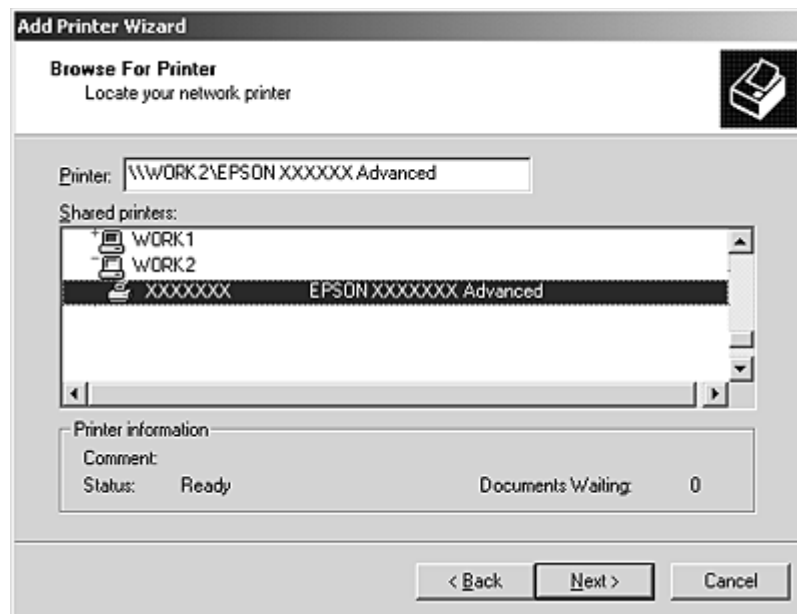 Add Printer Wizard
Browse For Printer
Locate your network printer
Printer: \\WORK2\EPSON XXXXXX Advanced
Shared printers:
WORK1
WORK2
XXXXXXX EPSON XXXXXXX Advanced
Printer information
Comment:
Status: Ready Documents Waiting: 0
< Back Next > Cancel